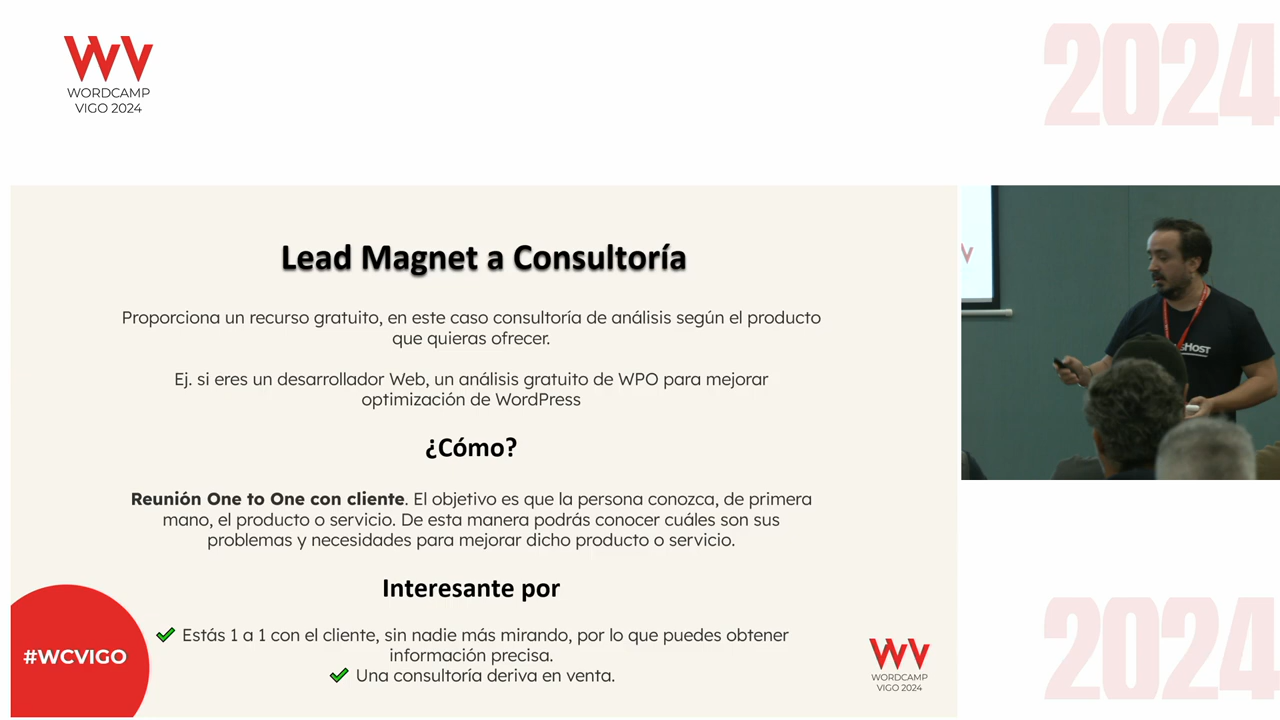 WORDCAMP
VIGO 2024
2024
Lead Magnet a Consultoría
Proporciona un recurso gratuito, en este caso consultoría de análisis según el producto
que quieras ofrecer.
Ej. si eres un desarrollador Web, un análisis gratuito de WPO para mejorar
optimización de WordPress
¿Cómo?
Reunión One to One con cliente. El objetivo es que la persona conozca, de primera
mano, el producto o servicio. De esta manera podrás conocer cuáles son sus
problemas y necesidades para mejorar dicho producto o servicio.
Interesante por
Estás 1 a 1 con el cliente, sin nadie más mirando, por lo que puedes obtener
información precisa.
Una consultoría deriva en venta.
#WCVIGO
WORDCAMP
VIGO 2024
2024